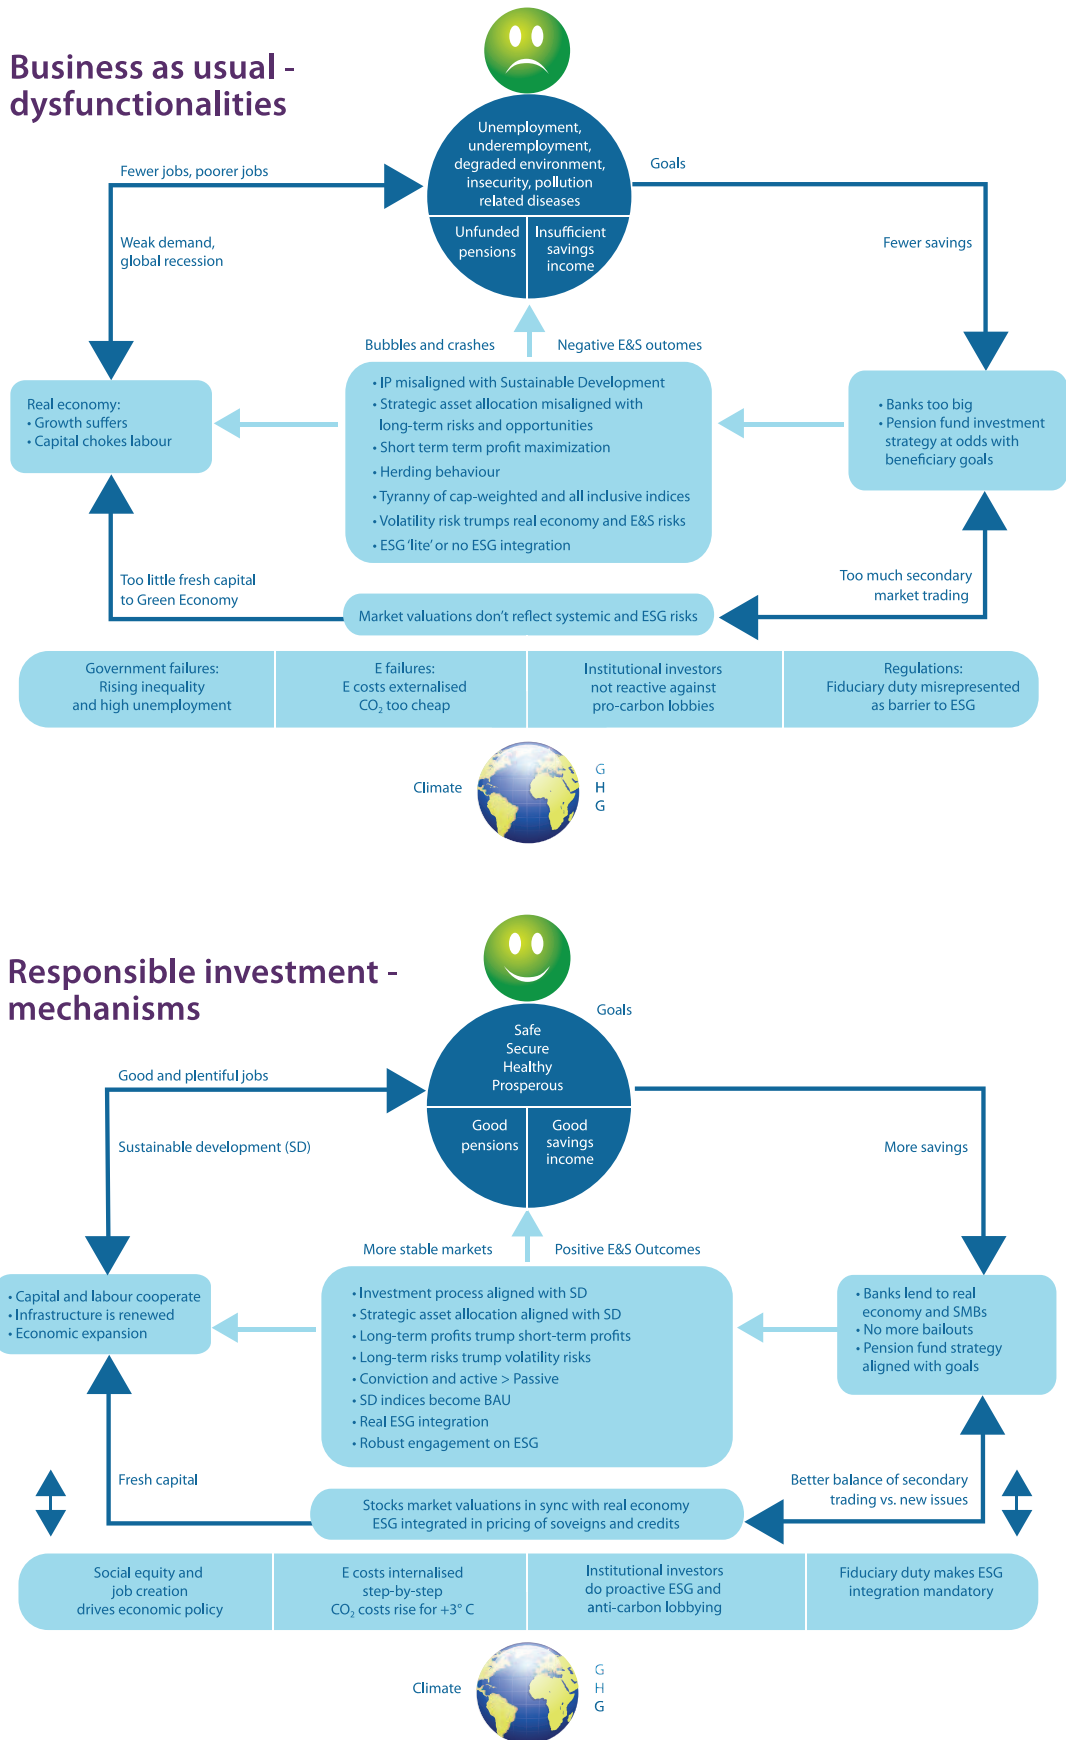 Business as usual -
dysfunctionalities
Unemployment,
underemployment,
degraded environment,
insecurity, pollution
related diseases
Unfunded
pensions
Insufficient
savings
income
Fewer jobs, poorer jobs
Goals
Weak demand,
global recession
Fewer savings
Bubbles and crashes
Negative E&S outomes
Real economy:
• Growth suffers
• Capital chokes labour
• IP misaligned with Sustainable Development
• Strategic asset allocation misaligned with
long-term risks and opportunities
• Short term term profit maximization
• Herding behaviour
• Tyranny of cap-weighted and all inclusive indices
• Volatility risk trumps real economy and E&S risks
• ESG ‘lite’ or no ESG integration
• Banks too big
• Pension fund investment
strategy at odds with
beneficiary goals
Too little fresh capital
to Green Economy
Too much secondary
market trading
Market valuations don’t reflect systemic and ESG risks
Government failures:
Rising inequality
and high unemployment
E failures:
E costs externalised
CO₂ too cheap
Institutional investors
not reactive against
pro-carbon lobbies
Regulations:
Fiduciary duty misrepresented
as barrier to ESG
Climate
G
H
G
Responsible investment -
mechanisms
Goals
Safe
Secure
Healthy
Prosperous
Good
pensions
Good
savings
income
Good and plentiful jobs
Sustainable development (SD)
More savings
More stable markets
Positive E&S Outcomes
• Capital and labour cooperate
• Infrastructure is renewed
• Economic expansion
• Investment process aligned with SD
• Strategic asset allocation aligned with SD
• Long-term profits trump short-term profits
• Long-term risks trump volatility risks
• Conviction and active > Passive
• SD indices become BAU
• Real ESG integration
• Robust engagement on ESG
• Banks lend to real
economy and SMBs
• No more bailouts
• Pension fund strategy
aligned with goals
Fresh capital
Better balance of secondary
trading vs. new issues
Stocks market valuations in sync with real economy
ESG integrated in pricing of soveigns and credits
Social equity and
job creation
drives economic policy
E costs internalised
step-by-step
CO₂ costs rise for +3° C
Institutional investors
do proactive ESG and
anti-carbon lobbying
Fiduciary duty makes ESG
integration mandatory
Climate
G
H
G